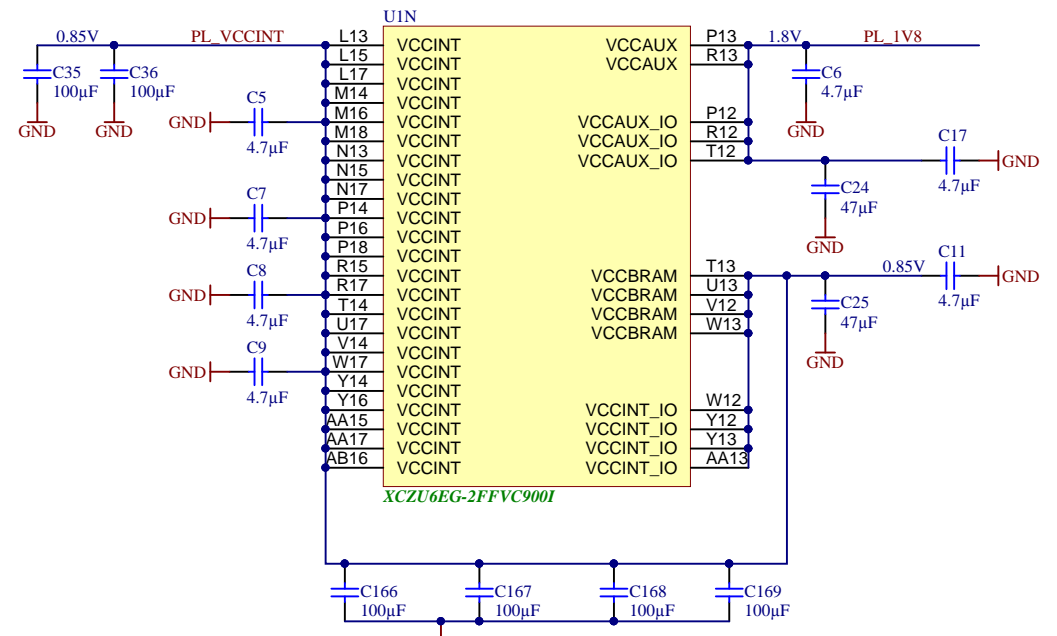 U1N
0.85V
PL_VCCINT
C35
100µF
GND
C36
100µF
GND
GND
C5
4.7µF
GND
C7
4.7µF
GND
C8
4.7µF
GND
C9
4.7µF
L13 VCCINT
L15 VCCINT
L17 VCCINT
M14 VCCINT
M16 VCCINT
M18 VCCINT
N13 VCCINT
N15 VCCINT
N17 VCCINT
P14 VCCINT
P16 VCCINT
P18 VCCINT
R15 VCCINT
R17 VCCINT
T14 VCCINT
U17 VCCINT
V14 VCCINT
W17 VCCINT
Y14 VCCINT
Y16 VCCINT
AA15 VCCINT
AA17 VCCINT
AB16 VCCINT
VCCAUX P13
VCCAUX R13
VCCAUX_IO P12
VCCAUX_IO R12
VCCAUX_IO T12
VCCBRAM T13
VCCBRAM U13
VCCBRAM V12
VCCBRAM W13
VCCINT_IO W12
VCCINT_IO Y12
VCCINT_IO Y13
VCCINT_IO AA13
XCZU6EG-2FFVC900I
1.8V
PL_1V8
C6
4.7µF
GND
C17
4.7µF
GND
C24
47µF
GND
0.85V
C11
4.7µF
GND
C25
47µF
GND
C166
100µF
C167
100µF
C168
100µF
C169
100µF